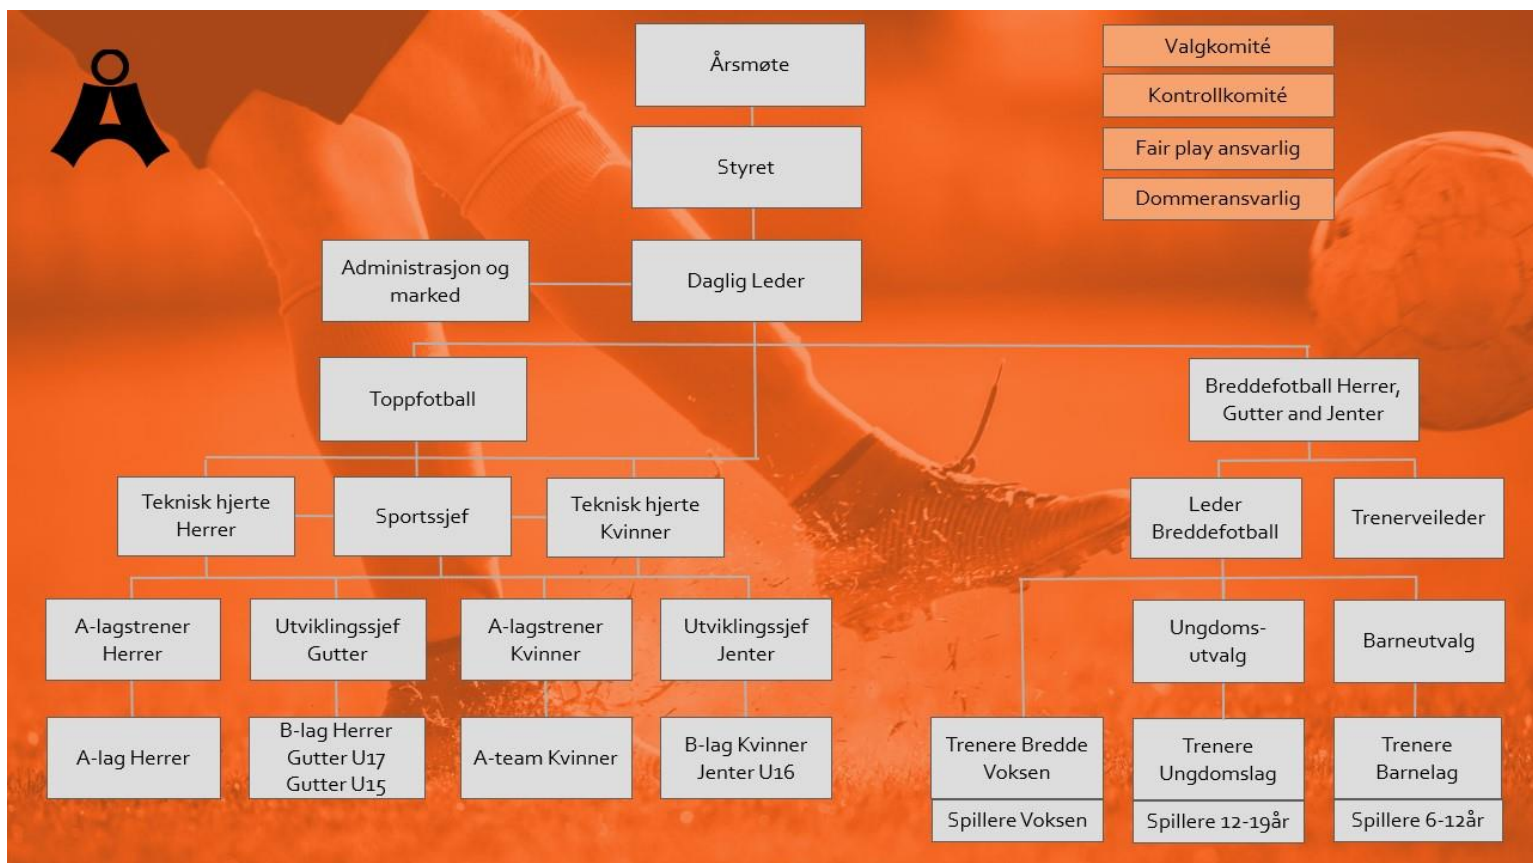 Årsmøte
Valgkomité
Kontrollkomité
Fair play ansvarlig
Dommeransvarlig
Styret
Administrasjon og
marked
Daglig Leder
Toppfotball
Breddefotball Herrer,
Gutter and Jenter
Teknisk hjerte
Herrer
Sportssjef
Teknisk hjerte
Kvinner
Leder
Breddefotball
Trenerveileder
A-lagstrener
Herrer
Utviklingssjef
Gutter
A-lagstrener
Kvinner
Utviklingssjef
Jenter
Ungdoms-
utvalg
Barneutvalg
A-lag Herrer
B-lag Herrer
Gutter U17
Gutter U15
A-team Kvinner
B-lag Kvinner
Jenter U16
Trenere Bredde
Voksen
Spillere Voksen
Trenere
Ungdomslag
Spillere 12-19år
Trenere
Barnelag
Spillere 6-12år